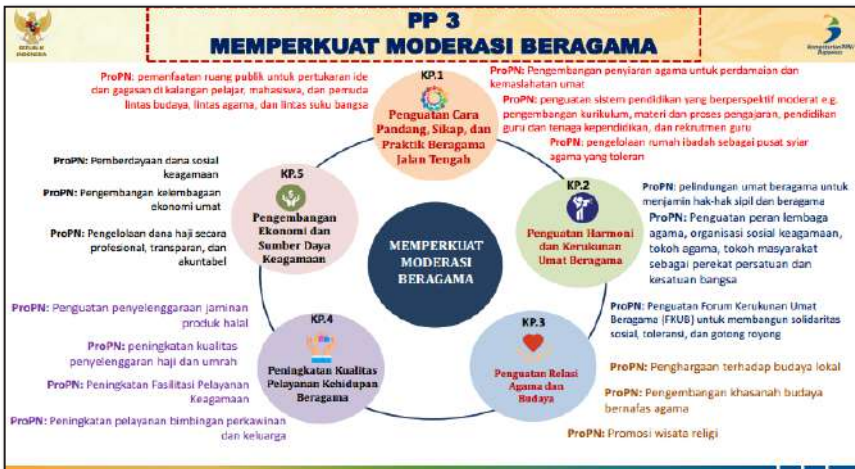 PP 3
MEMPERKUAT MODERASI BERAGAMA
REPUBLIK
INDONESIA
Kementerian PPN/
Bappenas
ProPN: pemanfaatan ruang publik untuk pertukaran ide
dan gagasan di kalangan pelajar, mahasiswa, dan pemuda
lintas budaya, lintas agama, dan lintas suku bangsa
KP.1
Penguatan Cara
Pandang, Sikap, dan
Praktik Beragama
Jalan Tengah
ProPN: Pengembangan penyiaran agama untuk perdamaian dan
kemaslahatan umat
ProPN: penguatan sistem pendidikan yang berperspektif moderat e.g.
pengembangan kurikulum, materi dan proses pengajaran, pendidikan
guru dan tenaga kependidikan, dan rekrutmen guru
ProPN: pengelolaan rumah ibadah sebagai pusat syiar
agama yang toleran
KP.2
Penguatan Harmoni
dan Kerukunan
Umat Beragama
ProPN: pelindungan umat beragama untuk
menjamin hak-hak sipil dan beragama
ProPN: Penguatan peran lembaga
agama, organisasi sosial keagamaan,
tokoh agama, tokoh masyarakat
sebagai perekat persatuan dan
kesatuan bangsa
ProPN: Penguatan Forum Kerukunan Umat
Beragama (FKUB) untuk membangun solidaritas
sosial, toleransi, dan gotong royong
KP.3
Penguatan Relasi
Agama dan
Budaya
ProPN: Penghargaan terhadap budaya lokal
ProPN: Pengembangan khasanah budaya
bernafas agama
ProPN: Promosi wisata religi
KP.4
Peningkatan Kualitas
Pelayanan Kehidupan
Beragama
ProPN: Penguatan penyelenggaraan jaminan
produk halal
ProPN: peningkatan kualitas
penyelenggaran haji dan umrah
ProPN: Peningkatan Fasilitasi Pelayanan
Keagamaan
ProPN: Peningkatan pelayanan bimbingan perkawinan
dan keluarga
KP.5
Pengembangan
Ekonomi dan
Sumber Daya
Keagamaan
ProPN: Pemberdayaan dana sosial
keagamaan
ProPN: Pengembangan kelembagaan
ekonomi umat
ProPN: Pengelolaan dana haji secara
profesional, transparan, dan
akuntabel
MEMPERKUAT
MODERASI
BERAGAMA